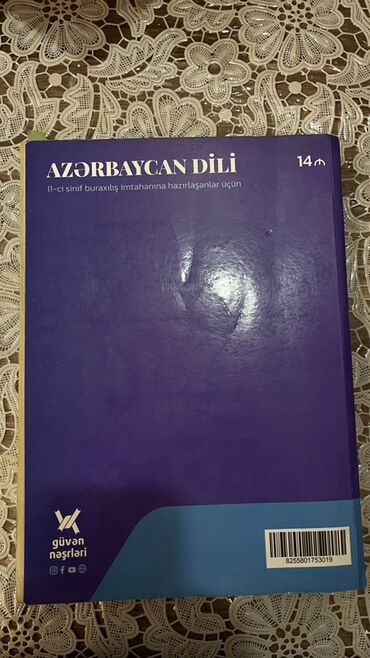 AZƏRBAYCAN DİLİ
14₼
11-ci sinif buraxılış imtahanına hazırlaşanlar üçün
güvən
nəşrləri
8255801753019